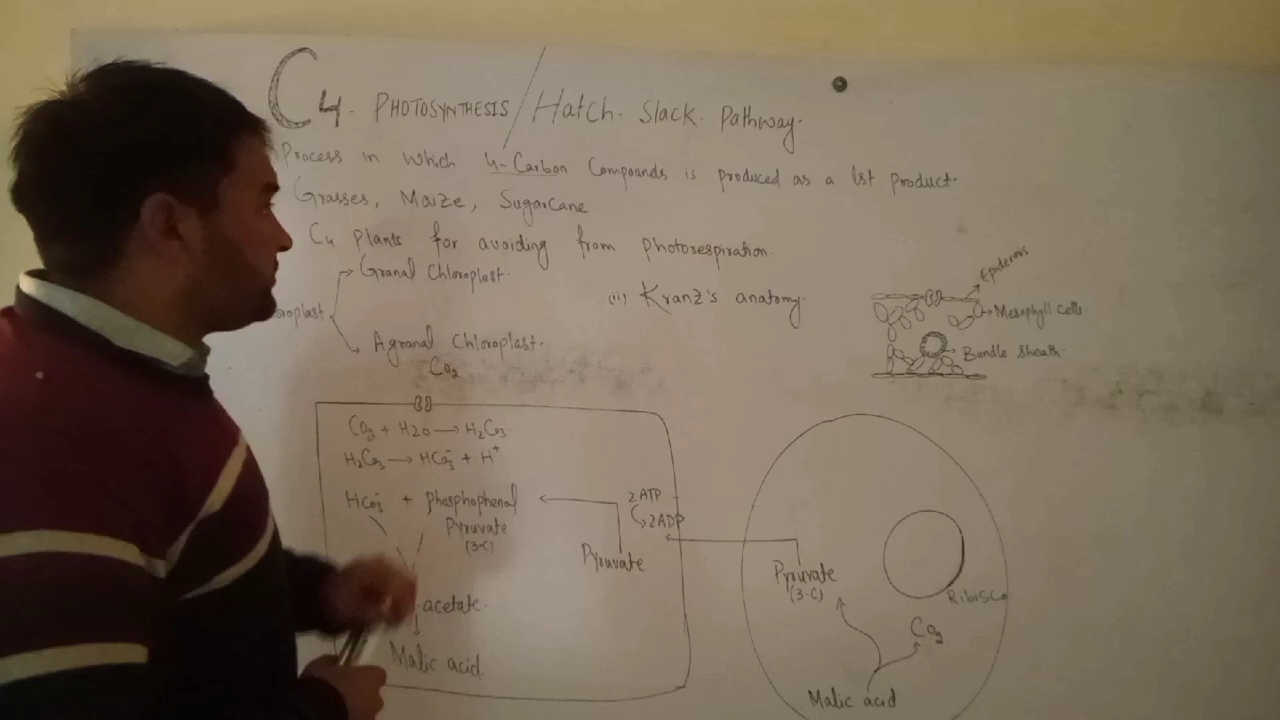 C4 - PHOTOSYNTHESIS / Hatch - Slack Pathway.
Process in which 4-Carbon Compounds is produced as a 1st product.
Grasses, Maize, Sugarcane
C4 Plants for avoiding from photorespiration.
Granal Chloroplast.
oroplast
Agranal Chloroplast.
(ii) Kranz's anatomy.
Epidermis
Mesophyll cells
Bundle sheath
CO2
CO2 + H2O → H2CO3
H2CO3 → HCO3- + H+
HCO3- + phosphophenal
Pyruvate
(3C)
acetate.
Malic acid.
2ATP
2ADP
Pyruvate
Pyruvate
(3-C)
RibisCo
CO2
Malic acid